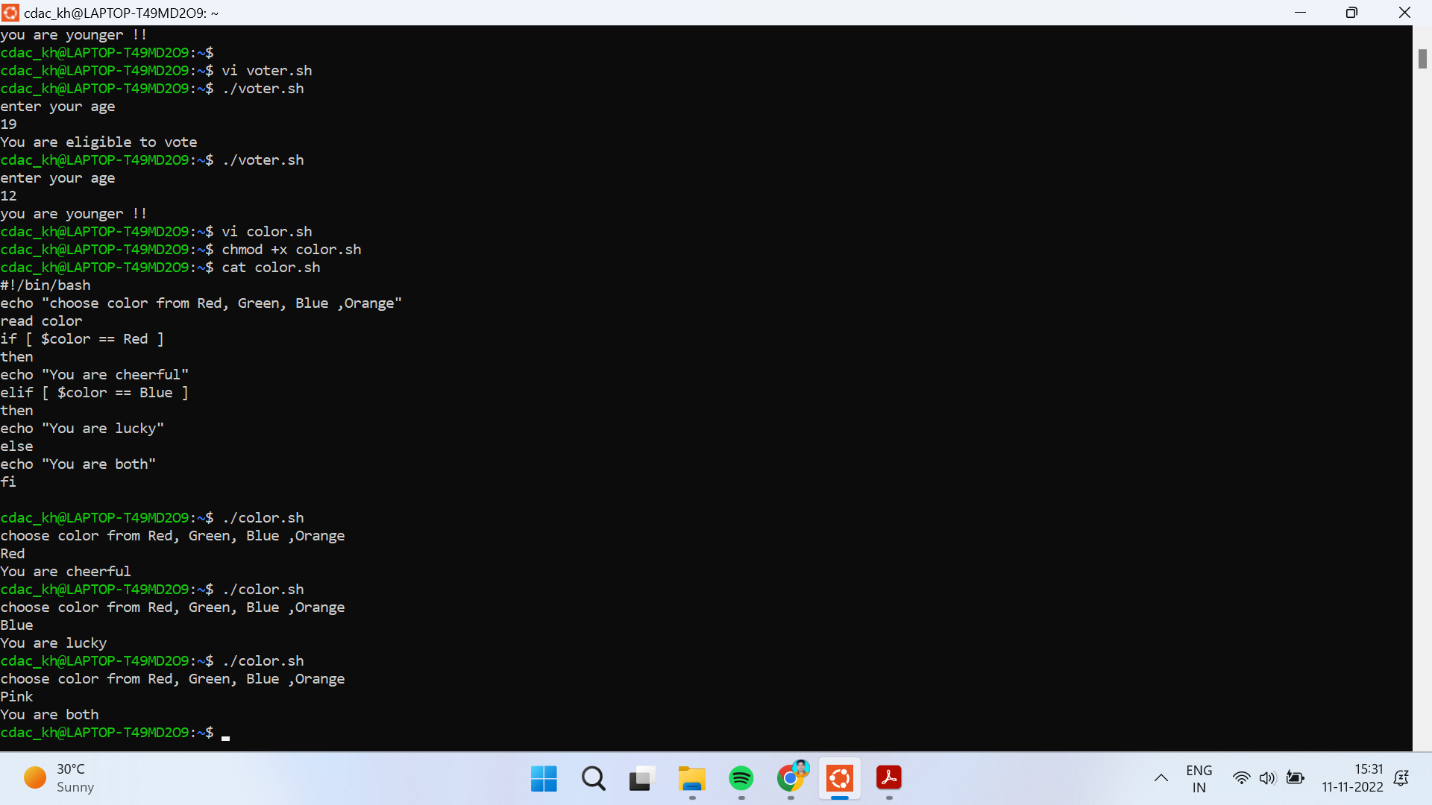 cdac_kh@LAPTOP-T49MD2O9: ~
you are younger !!
cdac_kh@LAPTOP-T49MD2O9:~$
cdac_kh@LAPTOP-T49MD2O9:~$ vi voter.sh
cdac_kh@LAPTOP-T49MD2O9:~$ ./voter.sh
enter your age
19
You are eligible to vote
cdac_kh@LAPTOP-T49MD2O9:~$ ./voter.sh
enter your age
12
you are younger !!
cdac_kh@LAPTOP-T49MD2O9:~$ vi color.sh
cdac_kh@LAPTOP-T49MD2O9:~$ chmod +x color.sh
cdac_kh@LAPTOP-T49MD2O9:~$ cat color.sh
#!/bin/bash
echo "choose color from Red, Green, Blue ,Orange"
read color
if [ $color == Red ]
then
echo "You are cheerful"
elif [ $color == Blue ]
then
echo "You are lucky"
else
echo "You are both"
fi
cdac_kh@LAPTOP-T49MD2O9:~$ ./color.sh
choose color from Red, Green, Blue ,Orange
Red
You are cheerful
cdac_kh@LAPTOP-T49MD2O9:~$ ./color.sh
choose color from Red, Green, Blue ,Orange
Blue
You are lucky
cdac_kh@LAPTOP-T49MD2O9:~$ ./color.sh
choose color from Red, Green, Blue ,Orange
Pink
You are both
cdac_kh@LAPTOP-T49MD2O9:~$
30°C
Sunny
ENG
IN
15:31
11-11-2022